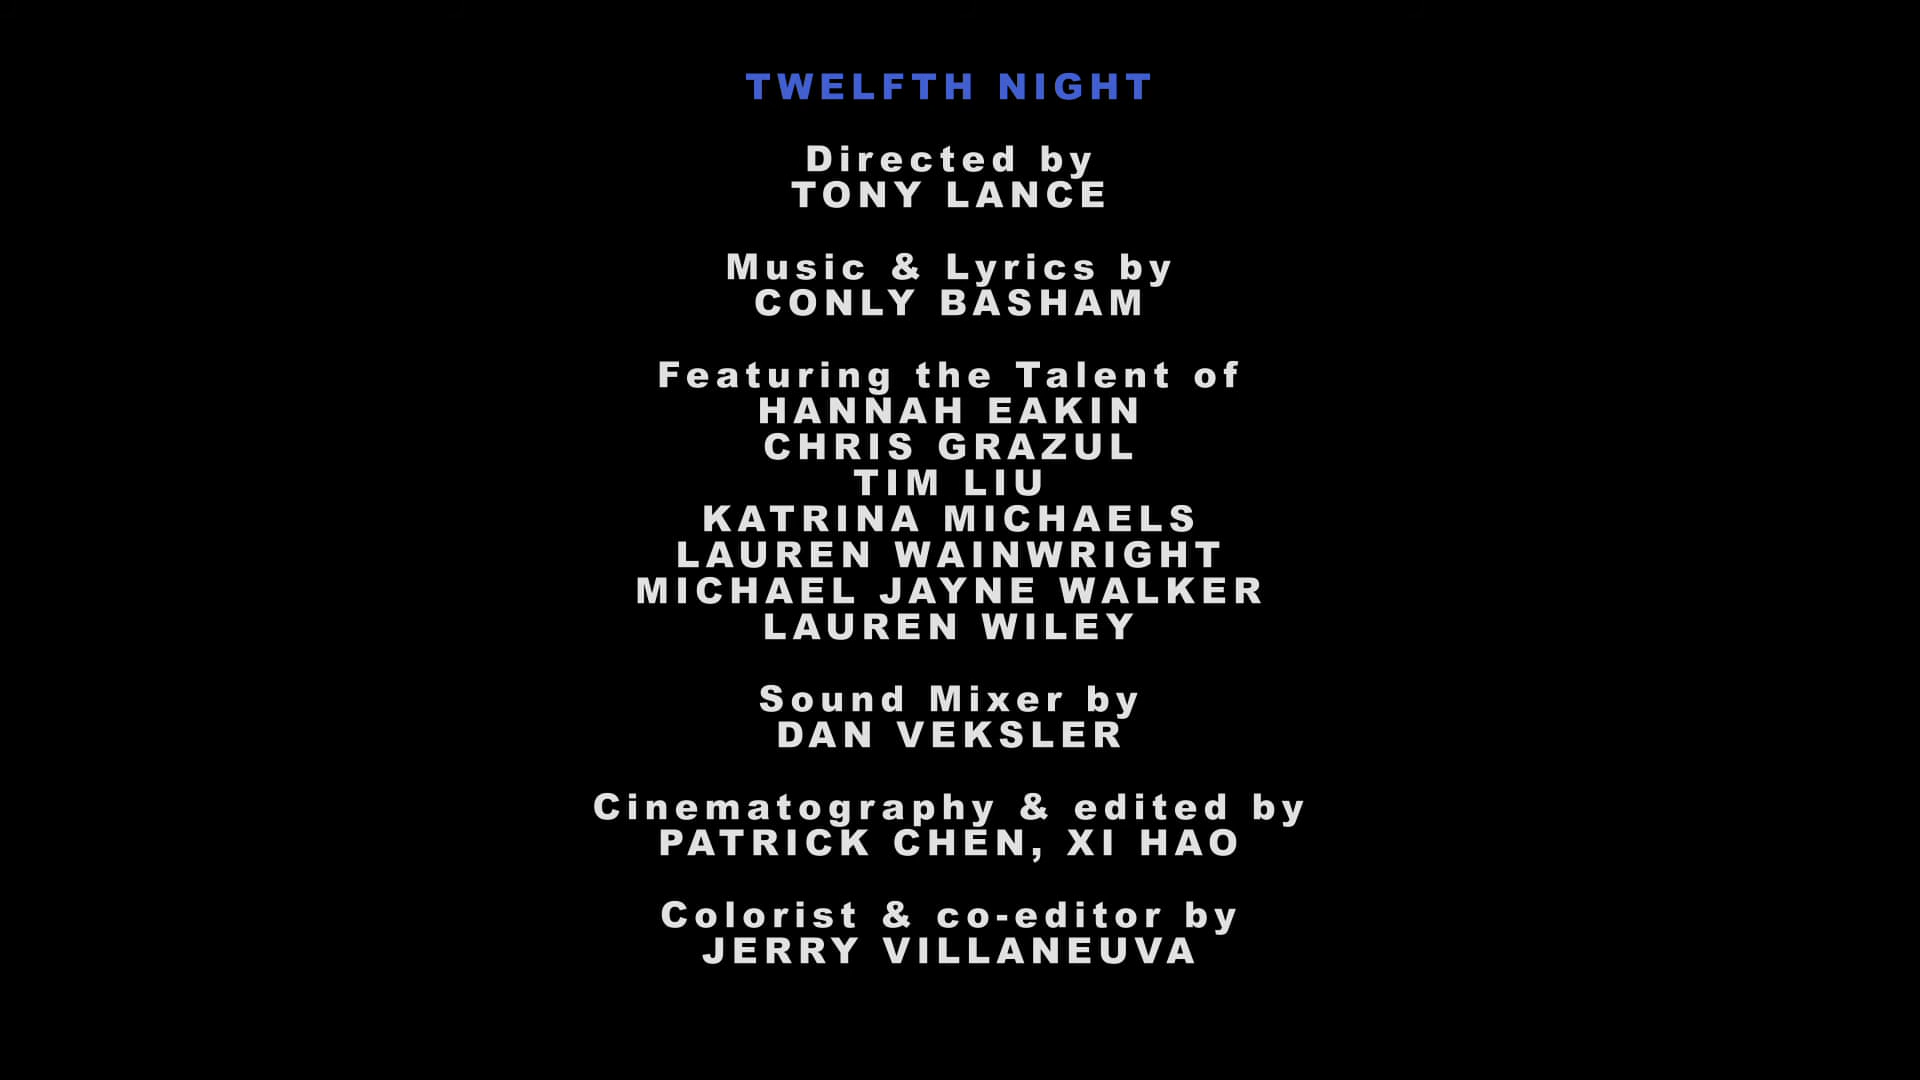 TWELFTH NIGHT
Directed by
TONY LANCE
Music & Lyrics by
CONLY BASHAM
Featuring the Talent of
HANNAH EAKIN
CHRIS GRAZUL
TIM LIU
KATRINA MICHAELS
LAUREN WAINWRIGHT
MICHAEL JAYNE WALKER
LAUREN WILEY
Sound Mixer by
DAN VEKSLER
Cinematography & edited by
PATRICK CHEN, XI HAO
Colorist & co-editor by
JERRY VILLANEUVA